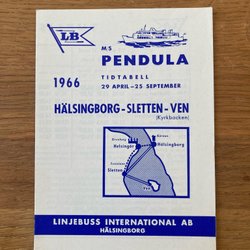 LB
M/S
PENDULA
1966
TIDTABELL
29 APRIL-25 SEPTEMBER
HÄLSINGBORG-SLETTEN-VEN
(Kyrkbacken)
Helsingør
Hälsingborg
Sletten
Ven
LINJEBUSS INTERNATIONAL AB
HÄLSINGBORG